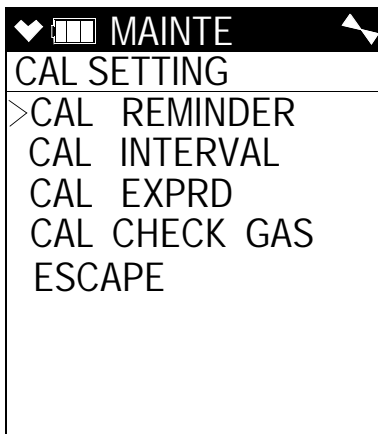 MAINTE
CAL SETTING
>CAL REMINDER
CAL INTERVAL
CAL EXPRD
CAL CHECK GAS
ESCAPE